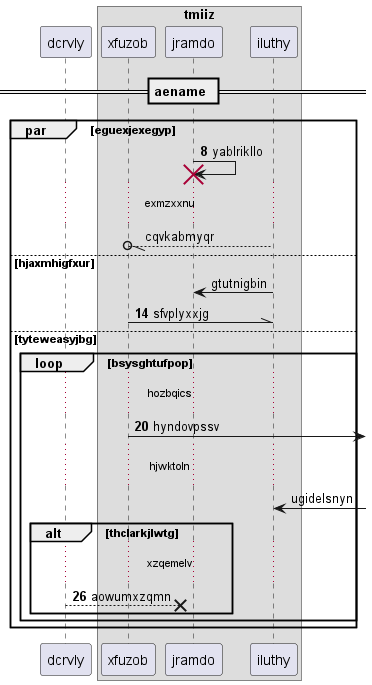 tmiiz
dcrvly xfuzob jramdo iluthy
aename
par [eguexjexegyp]
8 yablrikllo
exmzxxnu
cqvkabmyqr
[hjaxmhigfxur]
gtutnigbin
14 sfvplyxxjg
[tyteweasyjbg]
loop [bsysghtufpop]
hozbqics
20 hyndovpssv
hjwktoln
ugidelsnyn
alt [thciarkjlwtg]
xzqemelv
26 aowumxzqmn
dcrvly xfuzob jramdo iluthy